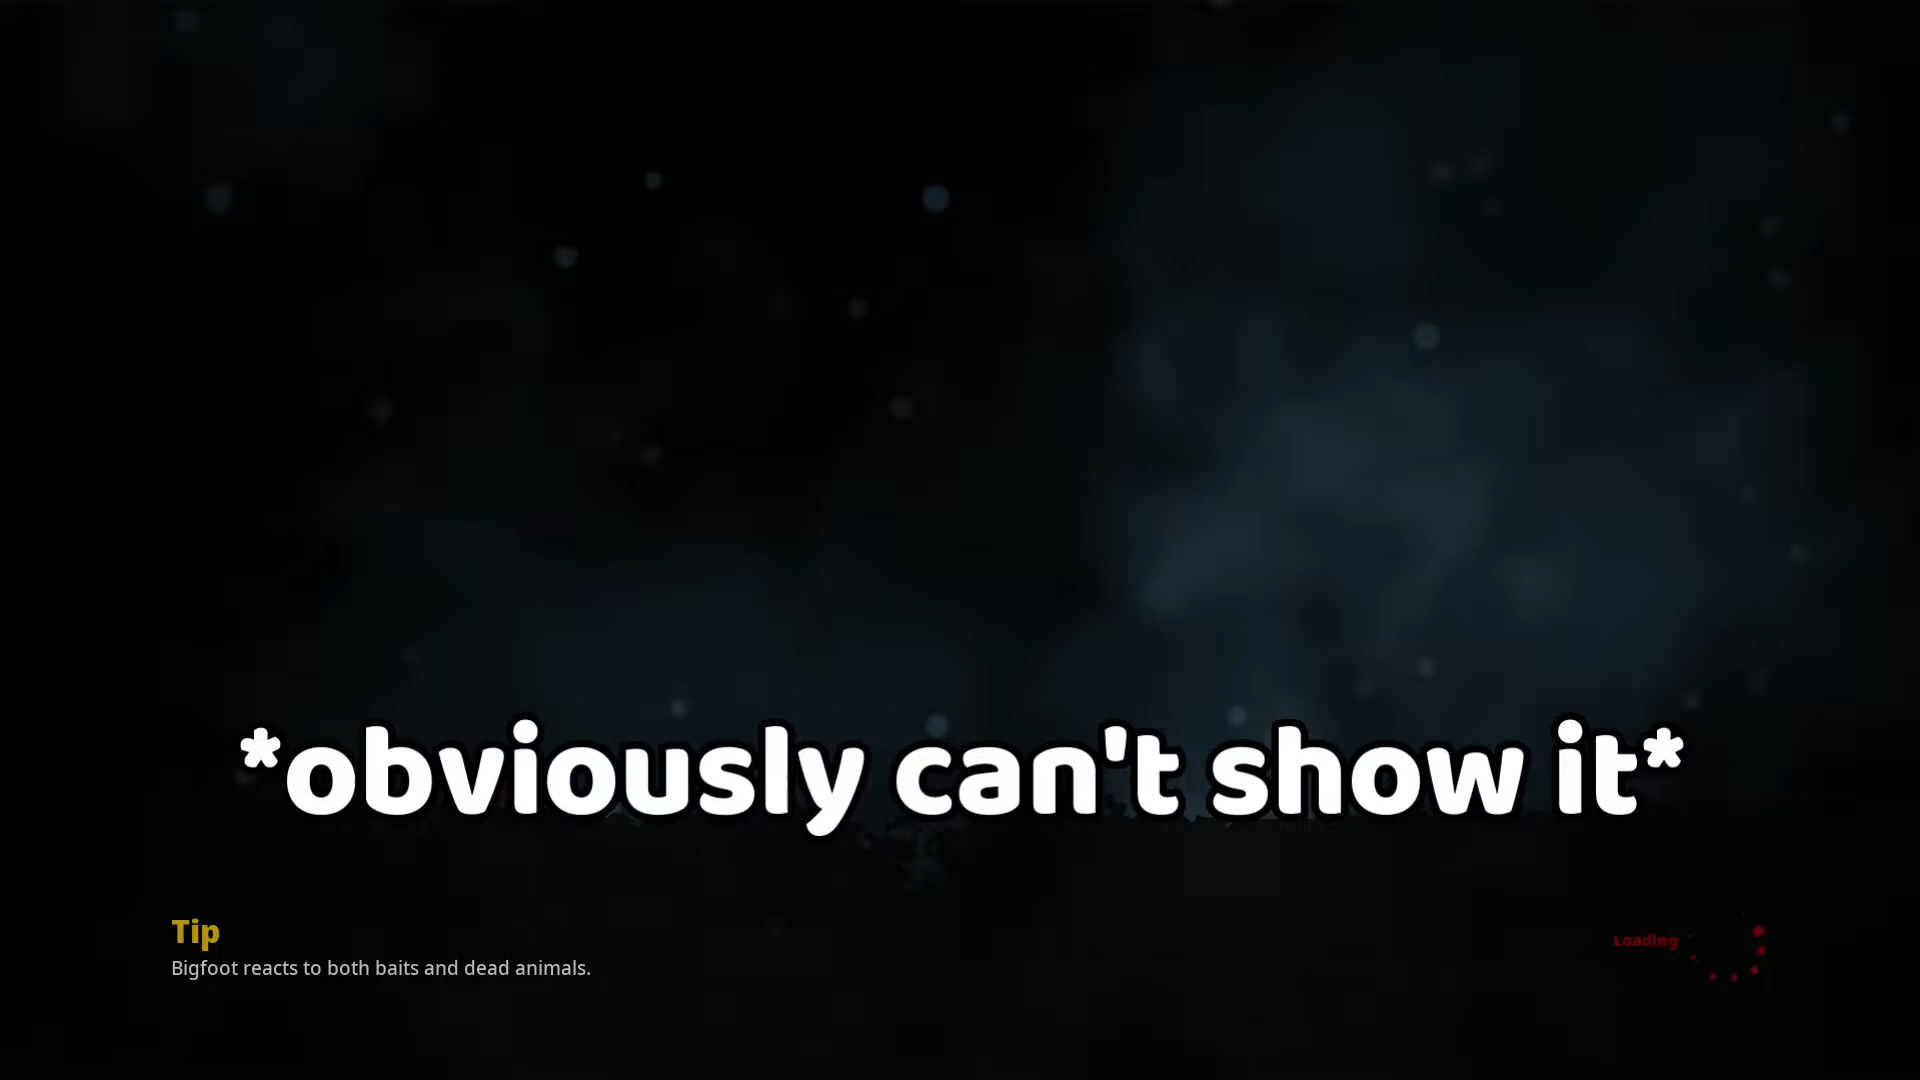 *obviously can't show it*
Tip
Bigfoot reacts to both baits and dead animals.
Loading